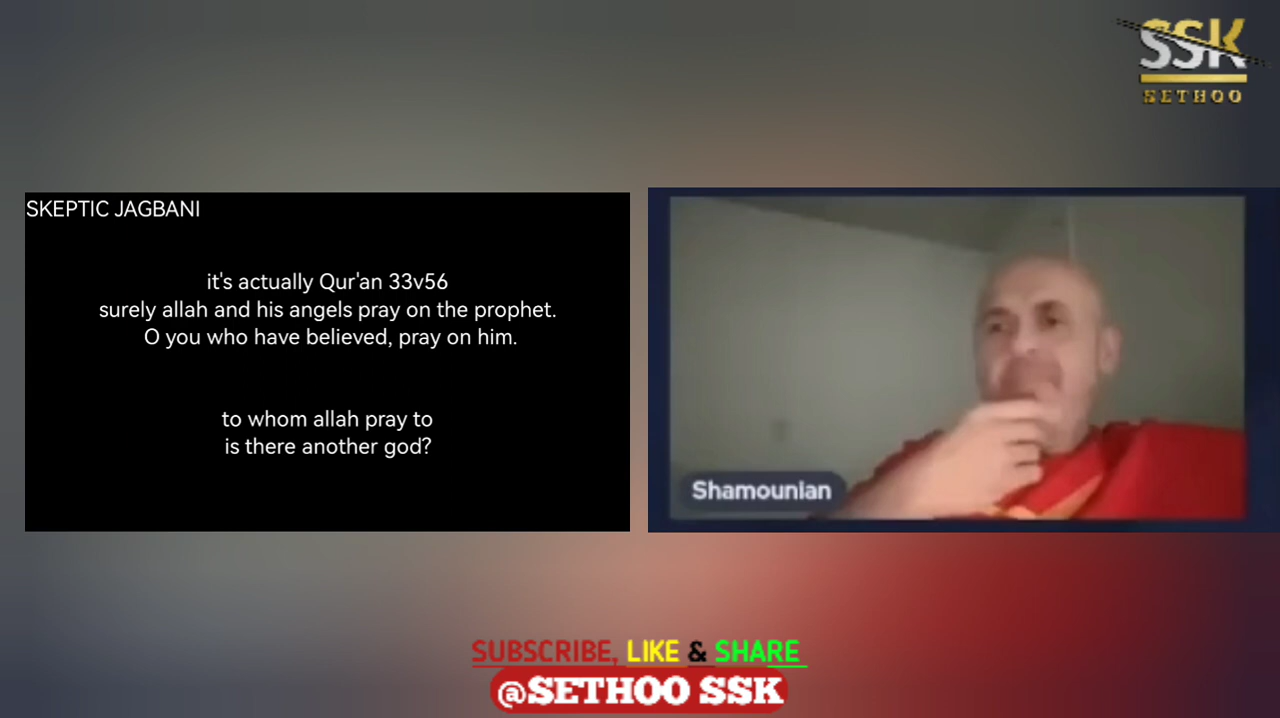 SSK
SETHOO
SKEPTIC JAGBANI
it's actually Qur'an 33v56
surely allah and his angels pray on the prophet.
O you who have believed, pray on him.
to whom allah pray to
is there another god?
Shamounian
SUBSCRIBE, LIKE & SHARE
@SETHOO SSK